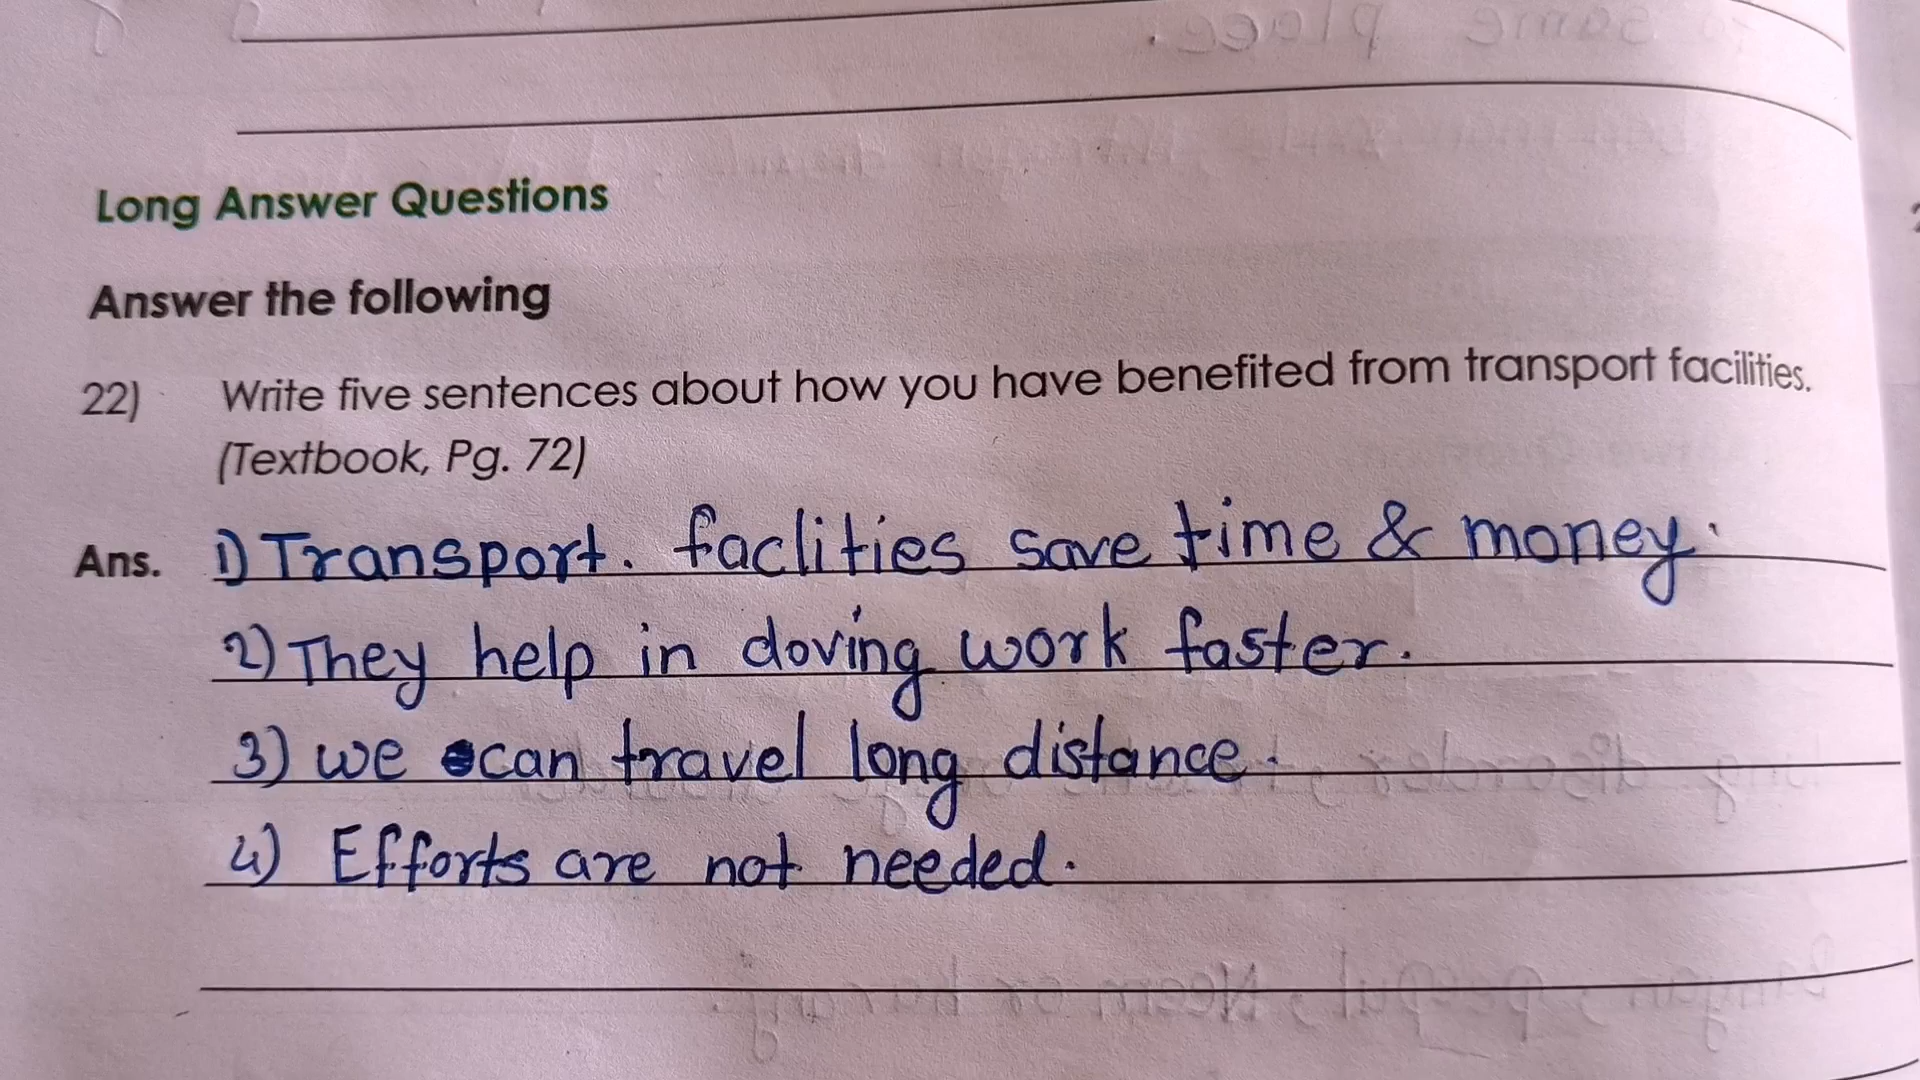 Long Answer Questions
Answer the following
22) Write five sentences about how you have benefited from transport facilities.
(Textbook, Pg. 72)
Ans. 1) Transport. faclities save time & money.
2) They help in doving work faster.
3) we can travel long distance.
4) Efforts are not needed.